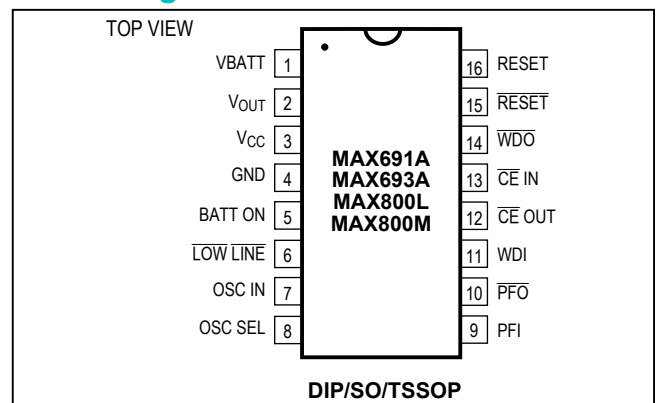 TOP VIEW
VBATT 1
VOUT 2
VCC 3
GND 4
BATT ON 5
LOW LINE 6
OSC IN 7
OSC SEL 8
MAX691A
MAX693A
MAX800L
MAX800M
16 RESET
15 RESET
14 WDO
13 CE IN
12 CE OUT
11 WDI
10 PFO
9 PFI
DIP/SO/TSSOP